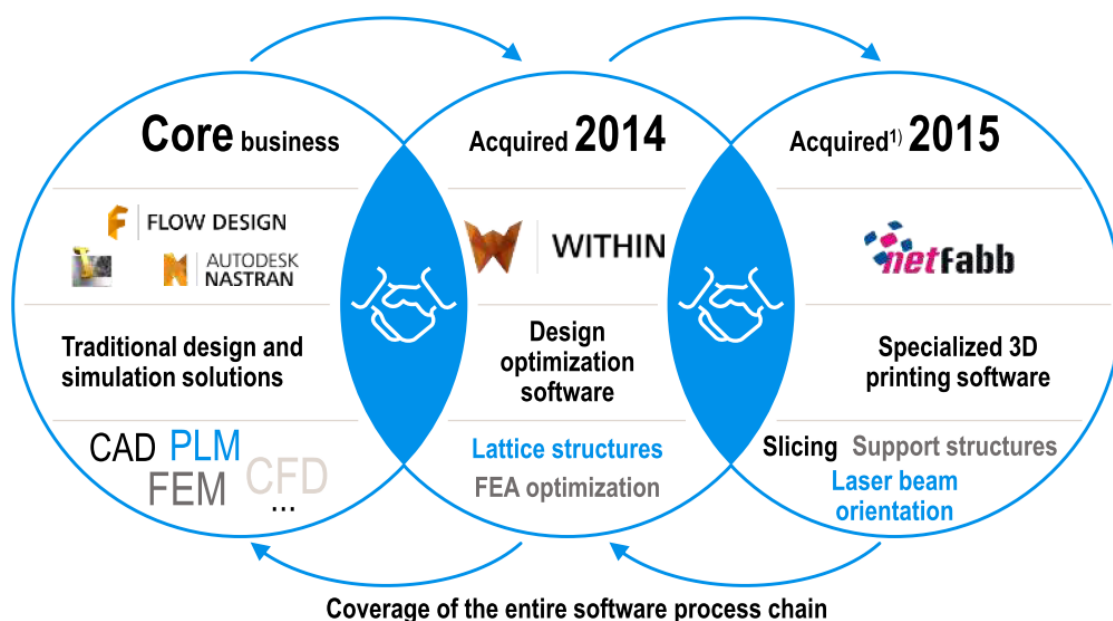 Core business
Acquired 2014
Acquired¹⁾ 2015
FLOW DESIGN
AUTODESK
NASTRAN
WITHIN
netfabb
Traditional design and
simulation solutions
Design
optimization
software
Specialized 3D
printing software
CAD PLM
FEM CFD
...
Lattice structures
FEA optimization
Slicing Support structures
Laser beam
orientation
Coverage of the entire software process chain